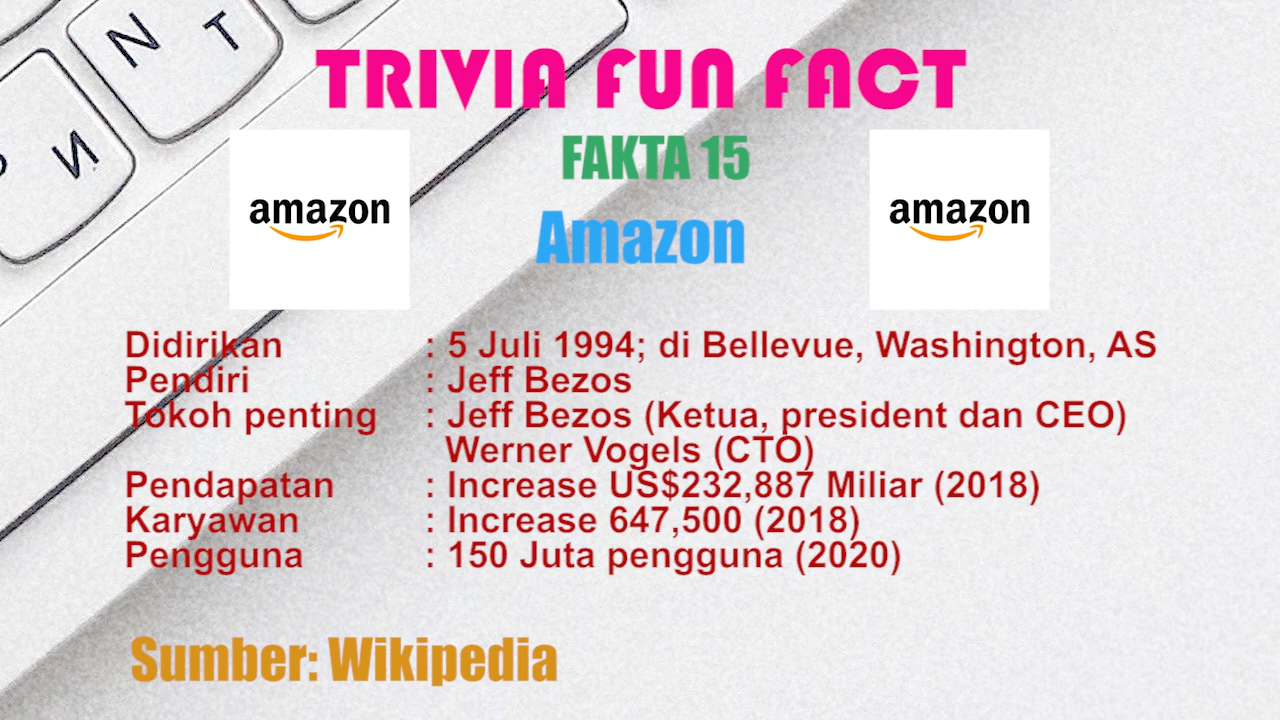 N T
TRIVIA FUN FACT
FAKTA 15
amazon
Amazon
amazon
Didirikan : 5 Juli 1994; di Bellevue, Washington, AS
Pendiri : Jeff Bezos
Tokoh penting : Jeff Bezos (Ketua, president dan CEO)
Werner Vogels (CTO)
Pendapatan : Increase US$232,887 Miliar (2018)
Karyawan : Increase 647,500 (2018)
Pengguna : 150 Juta pengguna (2020)
Sumber: Wikipedia